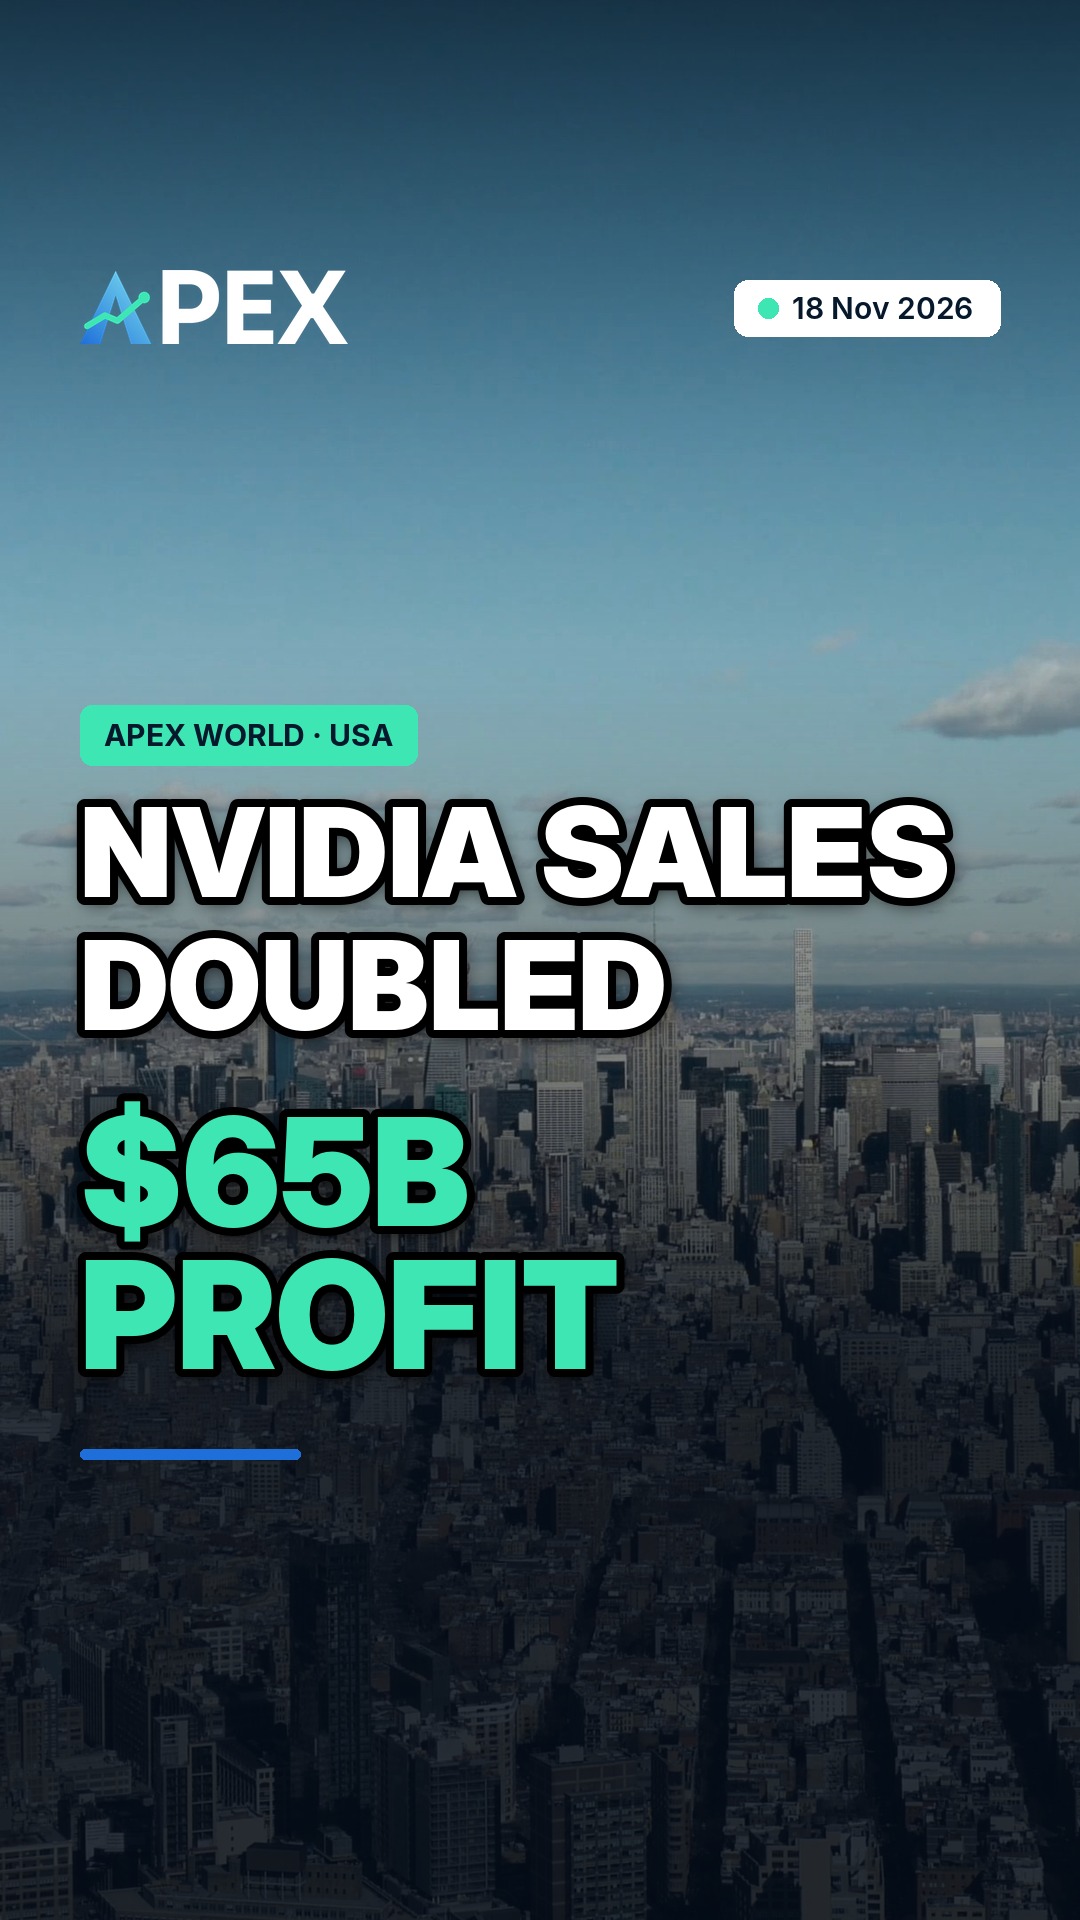 APEX
18 Nov 2026
APEX WORLD · USA
NVIDIA SALES
DOUBLED
$65B
PROFIT